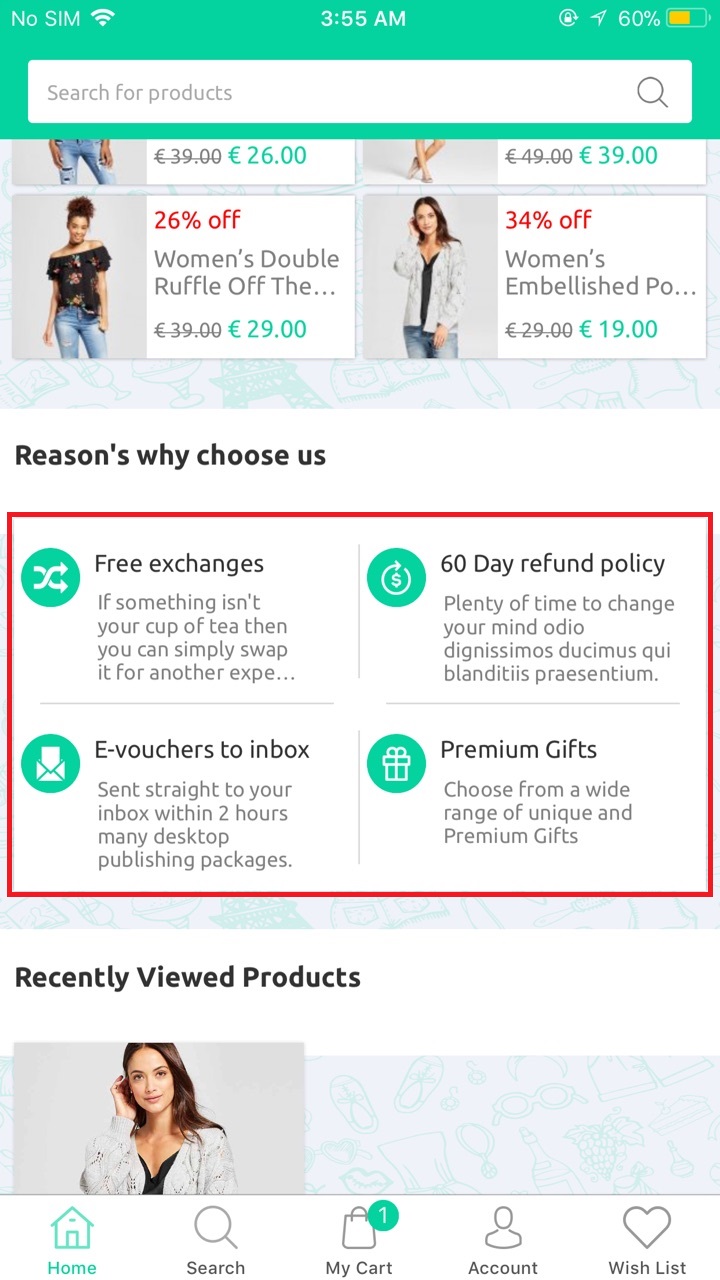 No SIM 3:55 AM 60%
Search for products
€ 39.00 € 26.00
€ 49.00 € 39.00
26% off
Women’s Double
Ruffle Off The…
€ 39.00 € 29.00
34% off
Women’s
Embellished Po…
€ 29.00 € 19.00
Reason's why choose us
Free exchanges
If something isn't
your cup of tea then
you can simply swap
it for another expe…
60 Day refund policy
Plenty of time to change
your mind odio
dignissimos ducimus qui
blanditiis praesentium.
E-vouchers to inbox
Sent straight to your
inbox within 2 hours
many desktop
publishing packages.
Premium Gifts
Choose from a wide
range of unique and
Premium Gifts
Recently Viewed Products
1
Home Search My Cart Account Wish List